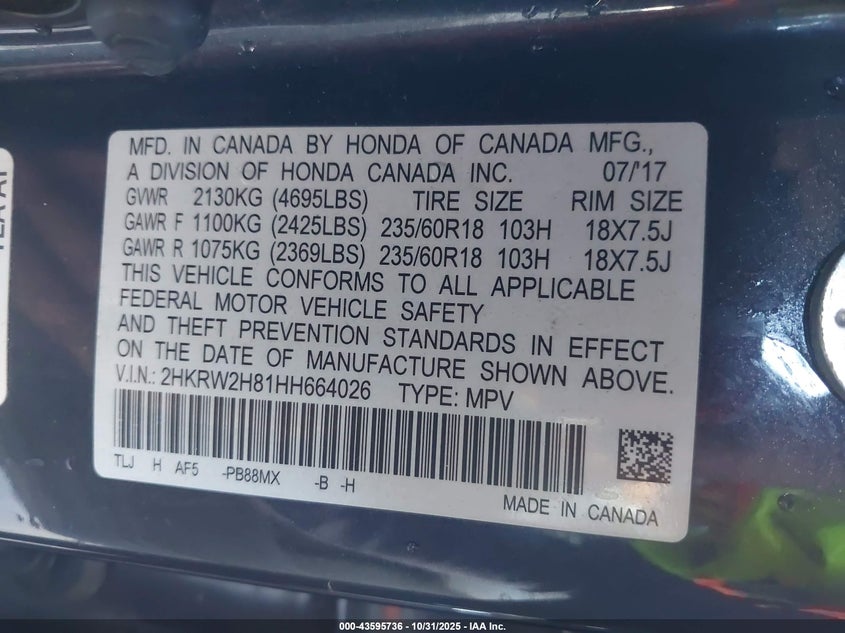 MFD. IN CANADA BY HONDA OF CANADA MFG.,
A DIVISION OF HONDA CANADA INC. 07/'17
GVWR 2130KG (4695LBS) TIRE SIZE RIM SIZE
GAWR F 1100KG (2425LBS) 235/60R18 103H 18X7.5J
GAWR R 1075KG (2369LBS) 235/60R18 103H 18X7.5J
THIS VEHICLE CONFORMS TO ALL APPLICABLE
FEDERAL MOTOR VEHICLE SAFETY
AND THEFT PREVENTION STANDARDS IN EFFECT
ON THE DATE OF MANUFACTURE SHOWN ABOVE.
V.I.N.: 2HKRW2H81HH664026 TYPE: MPV
TLJ H AF5 -PB88MX -B -H
MADE IN CANADA
000-43595736 - 10/31/2025 - IAA Inc.